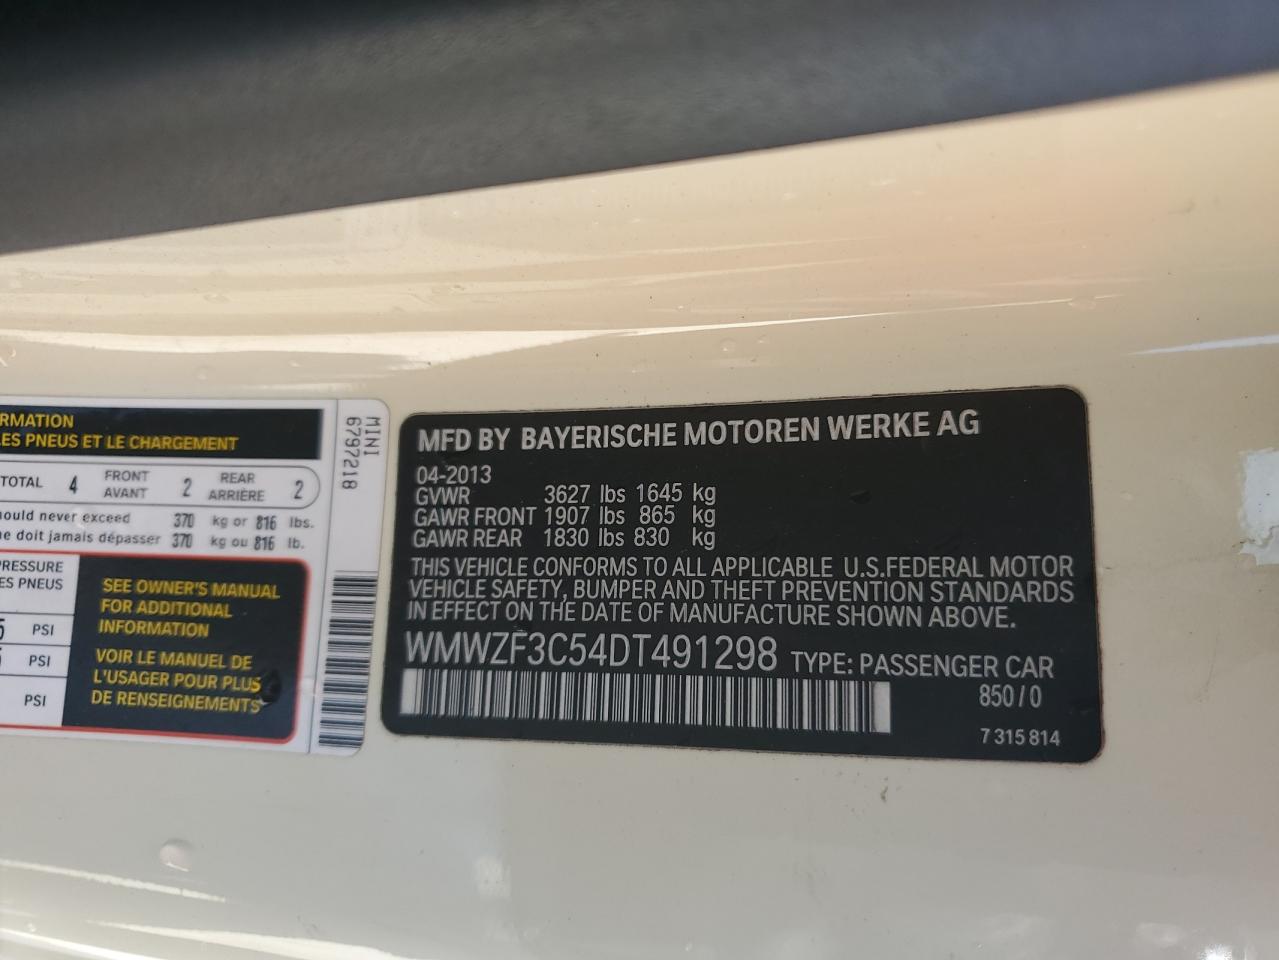 RMATION
LES PNEUS ET LE CHARGEMENT
TOTAL 4 FRONT AVANT 2 REAR ARRIÈRE 2
ould never exceed 370 kg or 816 lbs.
ne doit jamais dépasser 370 kg ou 816 lb.
PRESSURE
ES PNEUS
5 PSI
5 PSI
PSI
SEE OWNER'S MANUAL
FOR ADDITIONAL
INFORMATION
VOIR LE MANUEL DE
L'USAGER POUR PLUS
DE RENSEIGNEMENTS
MINI
6797218
MFD BY BAYERISCHE MOTOREN WERKE AG
04-2013
GVWR 3627 lbs 1645 kg
GAWR FRONT 1907 lbs 865 kg
GAWR REAR 1830 lbs 830 kg
THIS VEHICLE CONFORMS TO ALL APPLICABLE U.S.FEDERAL MOTOR
VEHICLE SAFETY, BUMPER AND THEFT PREVENTION STANDARDS
IN EFFECT ON THE DATE OF MANUFACTURE SHOWN ABOVE.
WMWZF3C54DT491298 TYPE: PASSENGER CAR
850/0
7 315 814